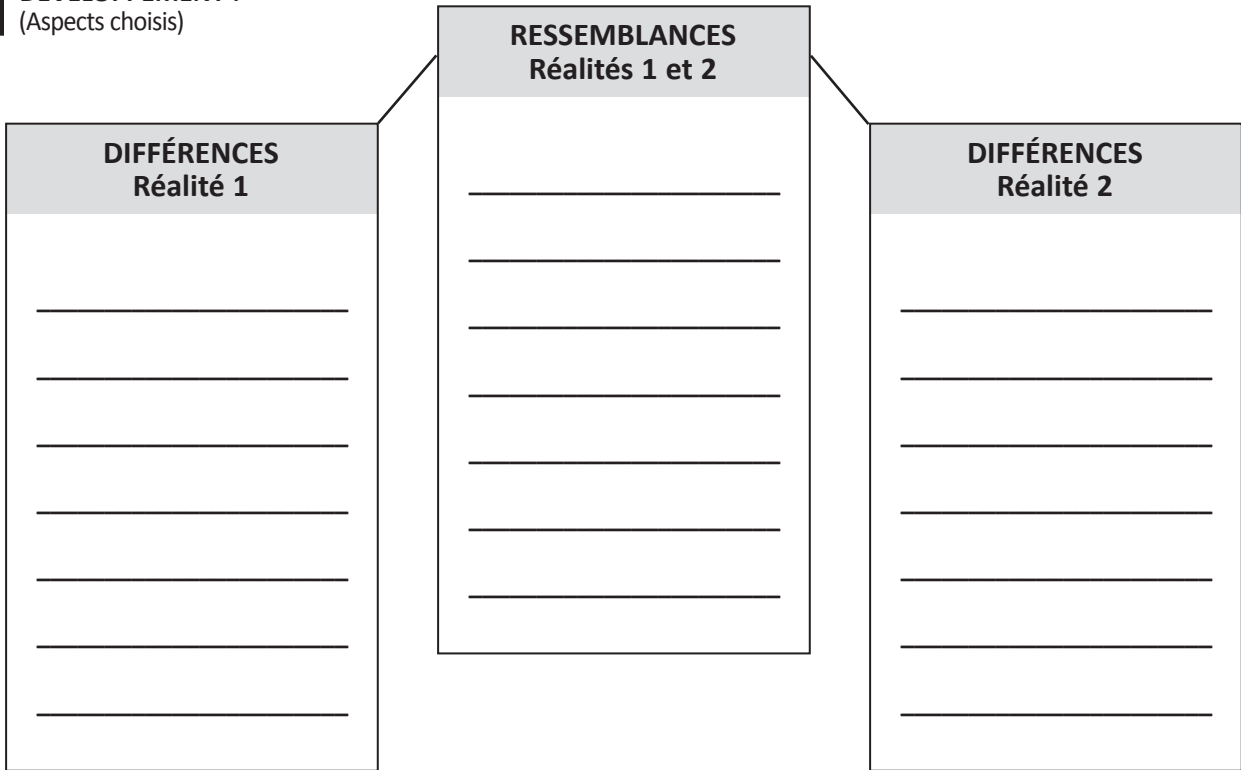 (Aspects choisis)
RESSEMBLANCES
Réalités 1 et 2
DIFFÉRENCES
Réalité 1
DIFFÉRENCES
Réalité 2